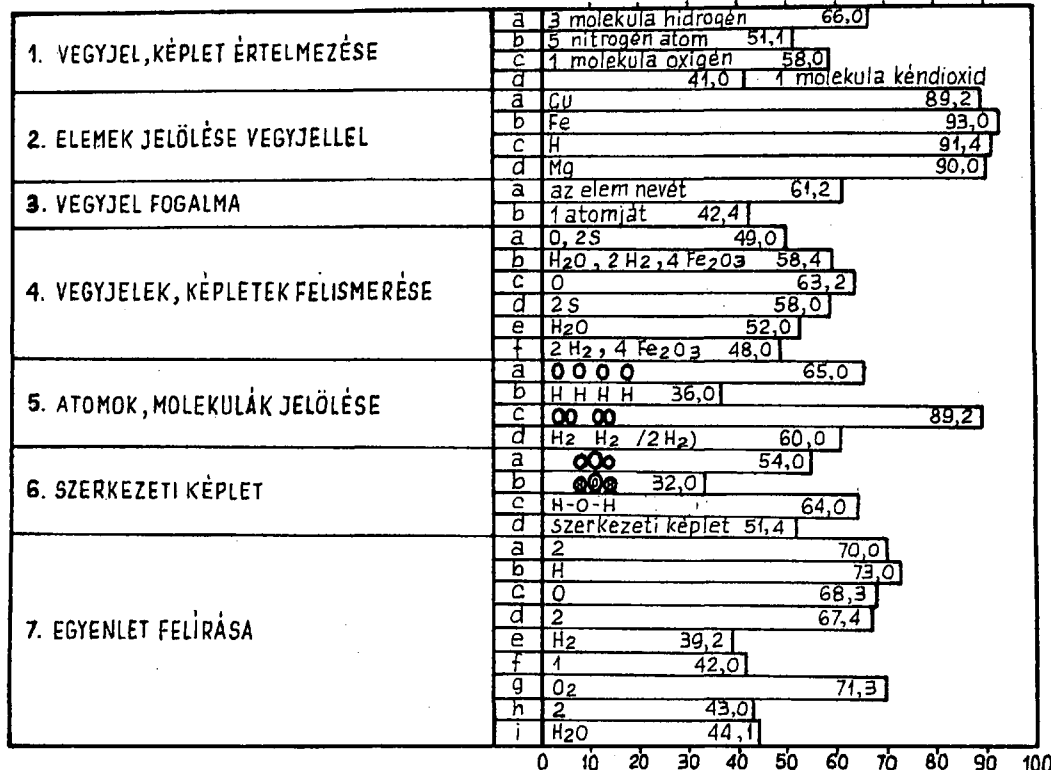 1. VEGYJEL, KÉPLET ÉRTELMEZÉSE
a 3 molekula hidrogén 66,0
b 5 nitrogén atom 51,1
c 1 molekula oxigén 58,0
d 41,0 1 molekula kéndioxid
2. ELEMEK JELÖLÉSE VEGYJELLEL
a Cu 89,2
b Fe 93,0
c H 91,4
d Mg 90,0
3. VEGYJEL FOGALMA
a az elem nevét 61,2
b 1 atomját 42,4
4. VEGYJELEK, KÉPLETEK FELISMERÉSE
a O, 2S 49,0
b H2O, 2H2, 4 Fe2O3 58,4
c O 63,2
d 2S 58,0
e H2O 52,0
f 2H2, 4 Fe2O3 48,0
5. ATOMOK, MOLEKULÁK JELÖLÉSE
a 65,0
b H H H H 36,0
c 89,2
d H2 H2 /2H2) 60,0
6. SZERKEZETI KÉPLET
a 54,0
b 32,0
c H-O-H 64,0
d szerkezeti képlet 51,4
7. EGYENLET FELÍRÁSA
a 2 70,0
b H 73,0
c O 68,3
d 2 67,4
e H2 39,2
f 1 42,0
g O2 71,3
h 2 43,0
i H2O 44,1
0 10 20 30 40 50 60 70 80 90 100